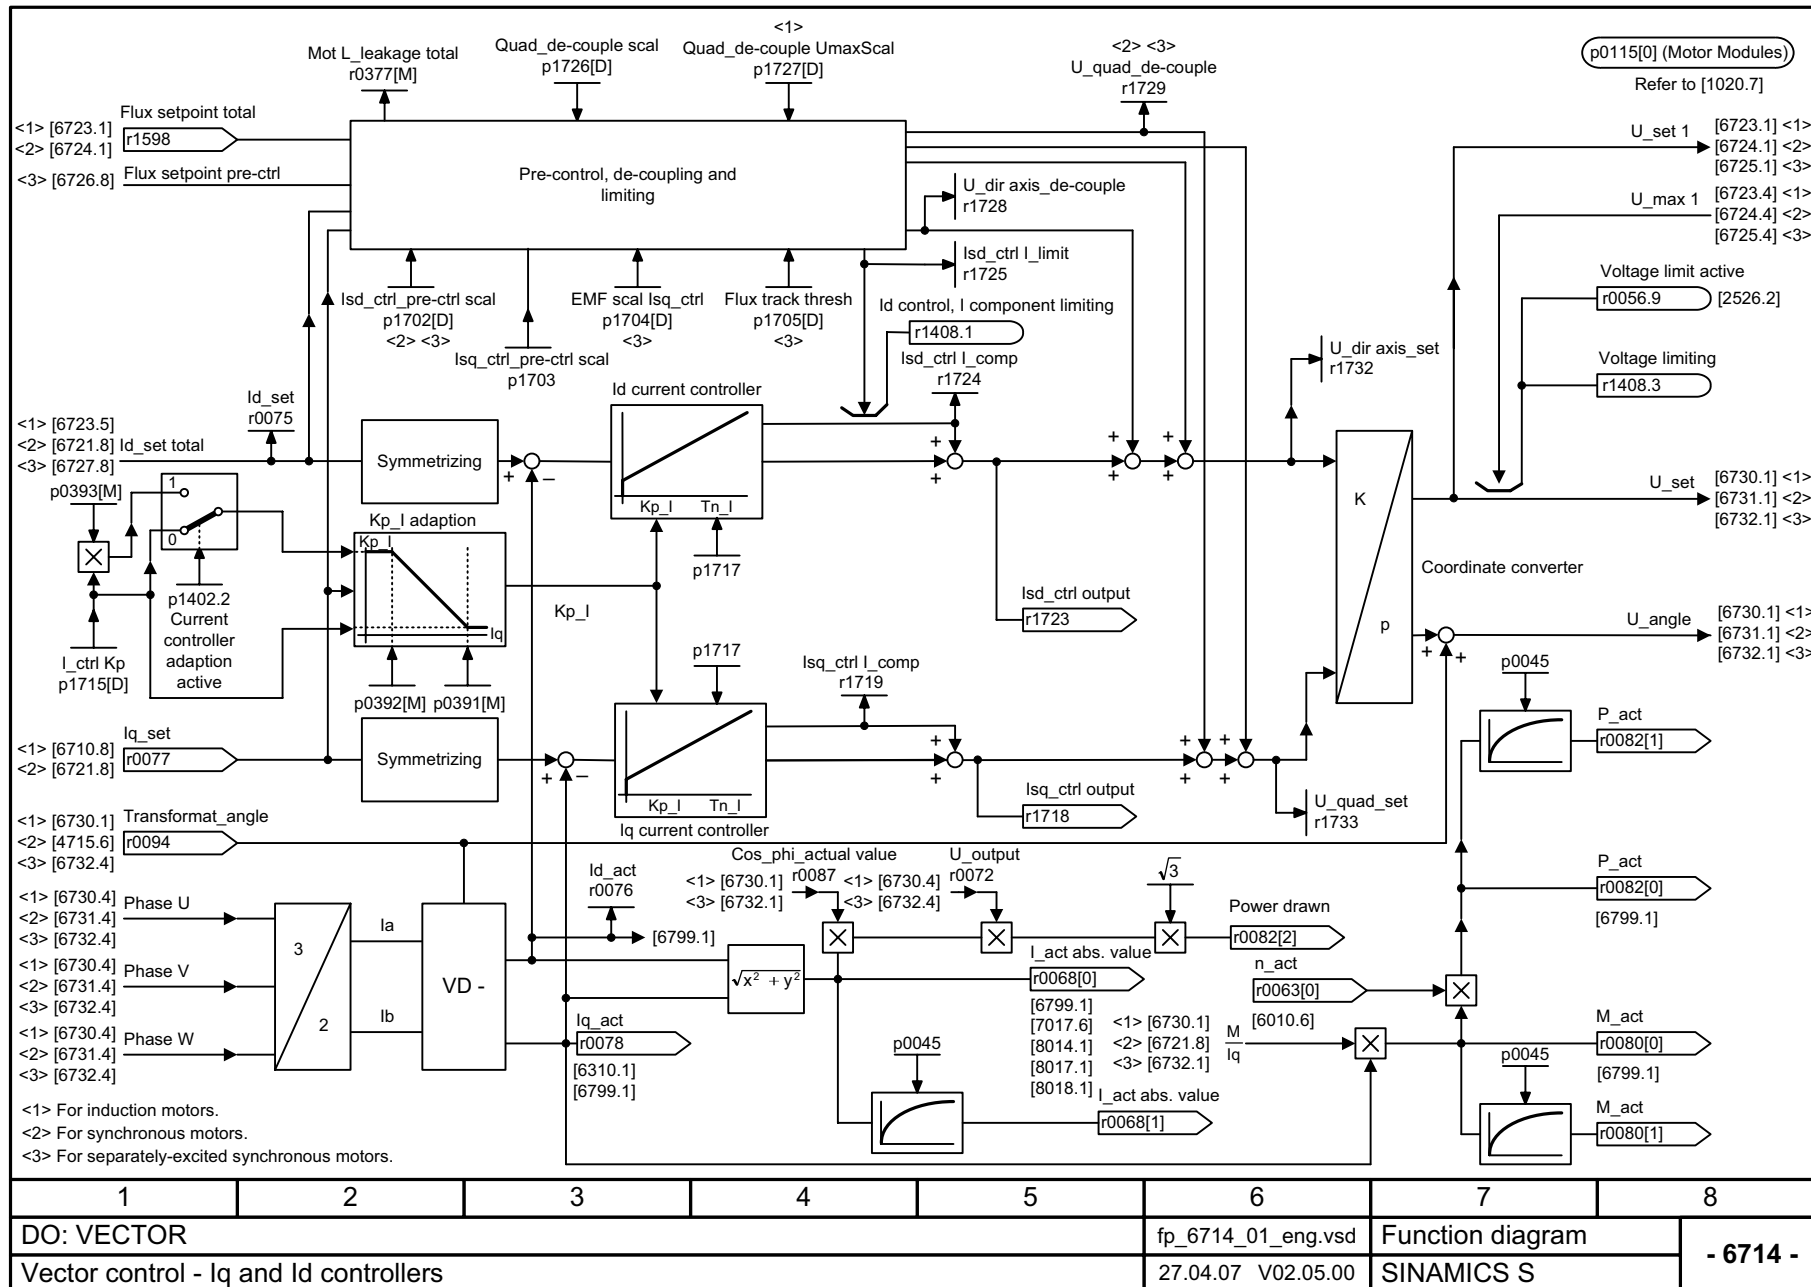 Mot L_leakage total
r0377[M]
Quad_de-couple scal
p1726[D]
<1>
Quad_de-couple UmaxScal
p1727[D]
<2> <3>
U_quad_de-couple
r1729
p0115[0] (Motor Modules)
Refer to [1020.7]
Flux setpoint total
<1> [6723.1]
<2> [6724.1]
r1598
<3> [6726.8] Flux setpoint pre-ctrl
Pre-control, de-coupling and
limiting
U_set 1
[6723.1] <1>
[6724.1] <2>
[6725.1] <3>
U_max 1
[6723.4] <1>
[6724.4] <2>
[6725.4] <3>
U_dir axis_de-couple
r1728
Isd_ctrl I_limit
r1725
Voltage limit active
r0056.9
[2526.2]
Isd_ctrl_pre-ctrl scal
p1702[D]
<2> <3>
Isq_ctrl_pre-ctrl scal
p1703
EMF scal Isq_ctrl
p1704[D]
<3>
Flux track thresh
p1705[D]
<3>
Id control, I component limiting
r1408.1
Isd_ctrl I_comp
r1724
U_dir axis_set
r1732
Voltage limiting
r1408.3
Id_set
r0075
<1> [6723.5]
<2> [6721.8]
<3> [6727.8]
Id_set total
Symmetrizing
+
−
Id current controller
Kp_I Tn_I
p1717
+
+
+
+
+
+
K
p
Coordinate converter
U_set
[6730.1] <1>
[6731.1] <2>
[6732.1] <3>
p0393[M]
1
0
p1402.2
Current
controller
adaption
active
I_ctrl Kp
p1715[D]
Kp_I adaption
Kp_I
Iq
p0392[M] p0391[M]
Kp_I
Isd_ctrl output
r1723
U_angle
[6730.1] <1>
[6731.1] <2>
[6732.1] <3>
+ +
p1717
Isq_ctrl I_comp
r1719
p0045
P_act
r0082[1]
Iq_set
<1> [6710.8]
<2> [6721.8]
r0077
Symmetrizing
+ −
Kp_I Tn_I
Iq current controller
+
+
+
+
+
+
Isq_ctrl output
r1718
U_quad_set
r1733
Transformat_angle
<1> [6730.1]
<2> [4715.6]
<3> [6732.4]
r0094
<1> [6730.4]
<2> [6731.4]
<3> [6732.4]
Phase U
<1> [6730.4]
<2> [6731.4]
<3> [6732.4]
Phase V
<1> [6730.4]
<2> [6731.4]
<3> [6732.4]
Phase W
3
2
Ia
Ib
VD -
Id_act
r0076
[6799.1]
Iq_act
r0078
[6310.1]
[6799.1]
√x² + y²
Cos_phi_actual value
<1> [6730.1]
<3> [6732.1]
r0087
U_output
<1> [6730.4]
<3> [6732.4]
r0072
√3
Power drawn
r0082[2]
P_act
r0082[0]
[6799.1]
I_act abs. value
r0068[0]
[6799.1]
[7017.6]
[8014.1]
[8017.1]
[8018.1]
n_act
r0063[0]
[6010.6]
<1> [6730.1]
<2> [6721.8]
<3> [6732.1]
M
Iq
M_act
r0080[0]
[6799.1]
p0045
I_act abs. value
r0068[1]
p0045
M_act
r0080[1]
<1> For induction motors.
<2> For synchronous motors.
<3> For separately-excited synchronous motors.
1 2 3 4 5 6 7 8
DO: VECTOR
fp_6714_01_eng.vsd
Function diagram
- 6714 -
Vector control - Iq and Id controllers
27.04.07 V02.05.00
SINAMICS S